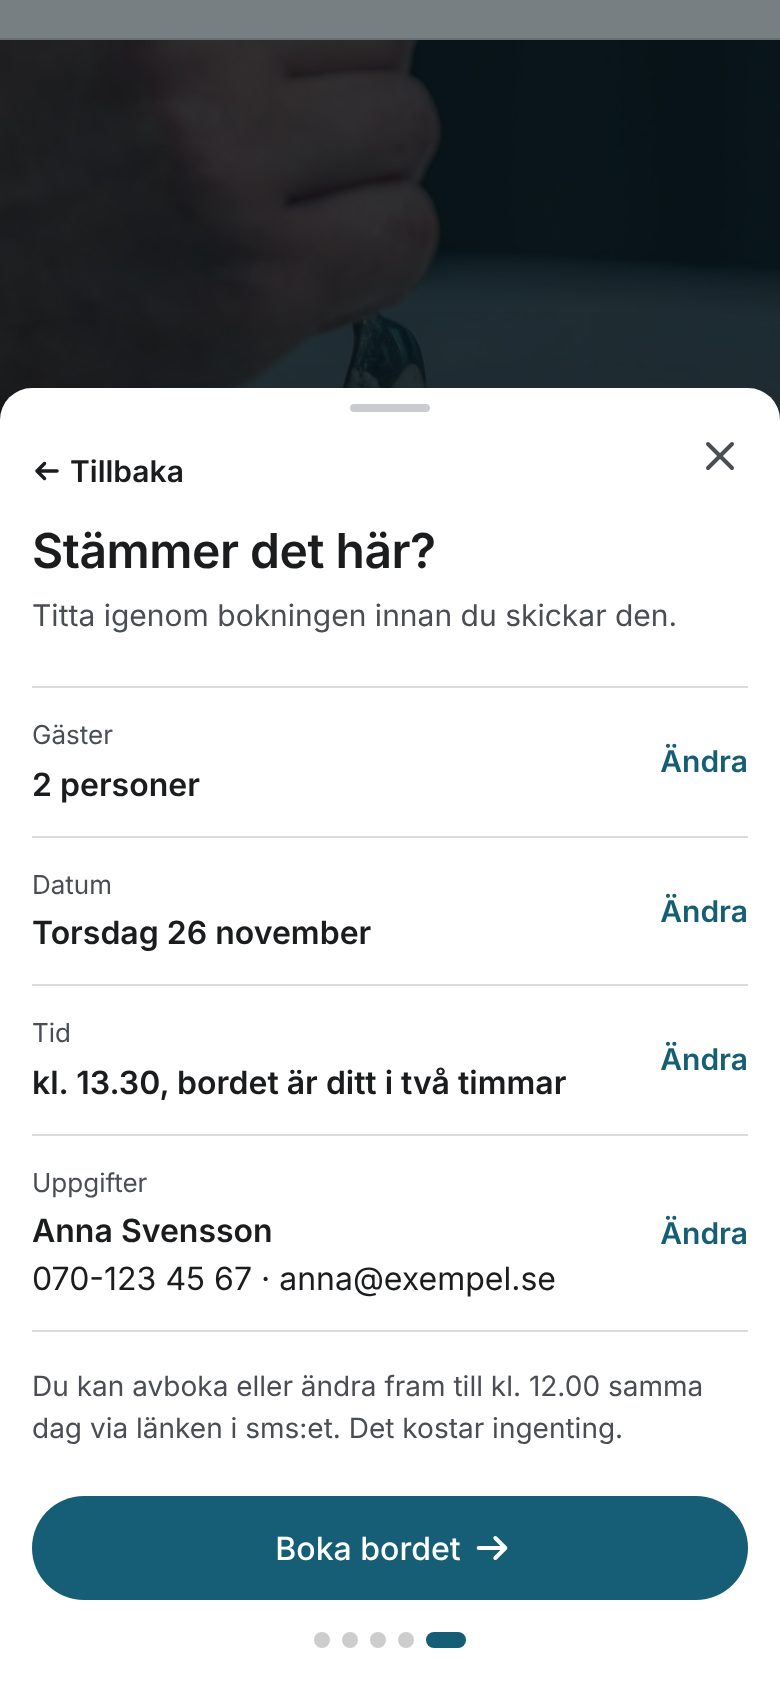 ← Tillbaka
Stämmer det här?
Titta igenom bokningen innan du skickar den.
Gäster
2 personer
Ändra
Datum
Torsdag 26 november
Ändra
Tid
kl. 13.30, bordet är ditt i två timmar
Ändra
Uppgifter
Anna Svensson
070-123 45 67 · anna@exempel.se
Ändra
Du kan avboka eller ändra fram till kl. 12.00 samma
dag via länken i sms:et. Det kostar ingenting.
Boka bordet →